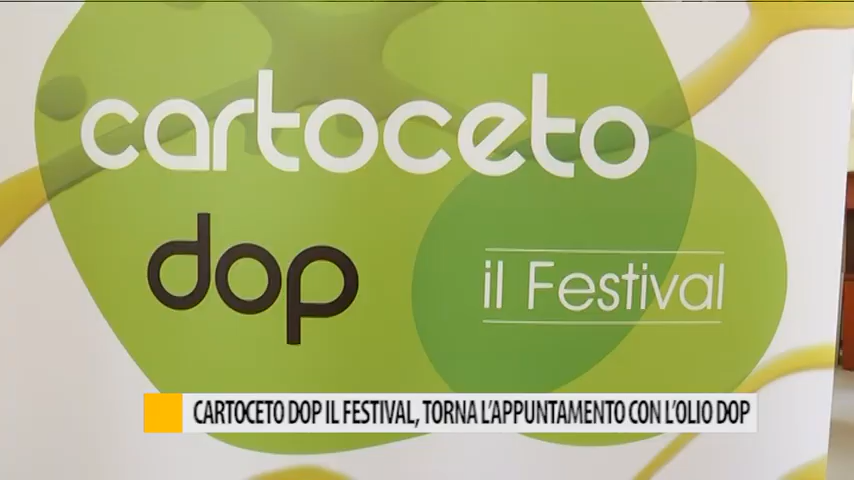 cartoceto
dop
il Festival
CARTOCETO DOP IL FESTIVAL, TORNA L'APPUNTAMENTO CON L'OLIO DOP